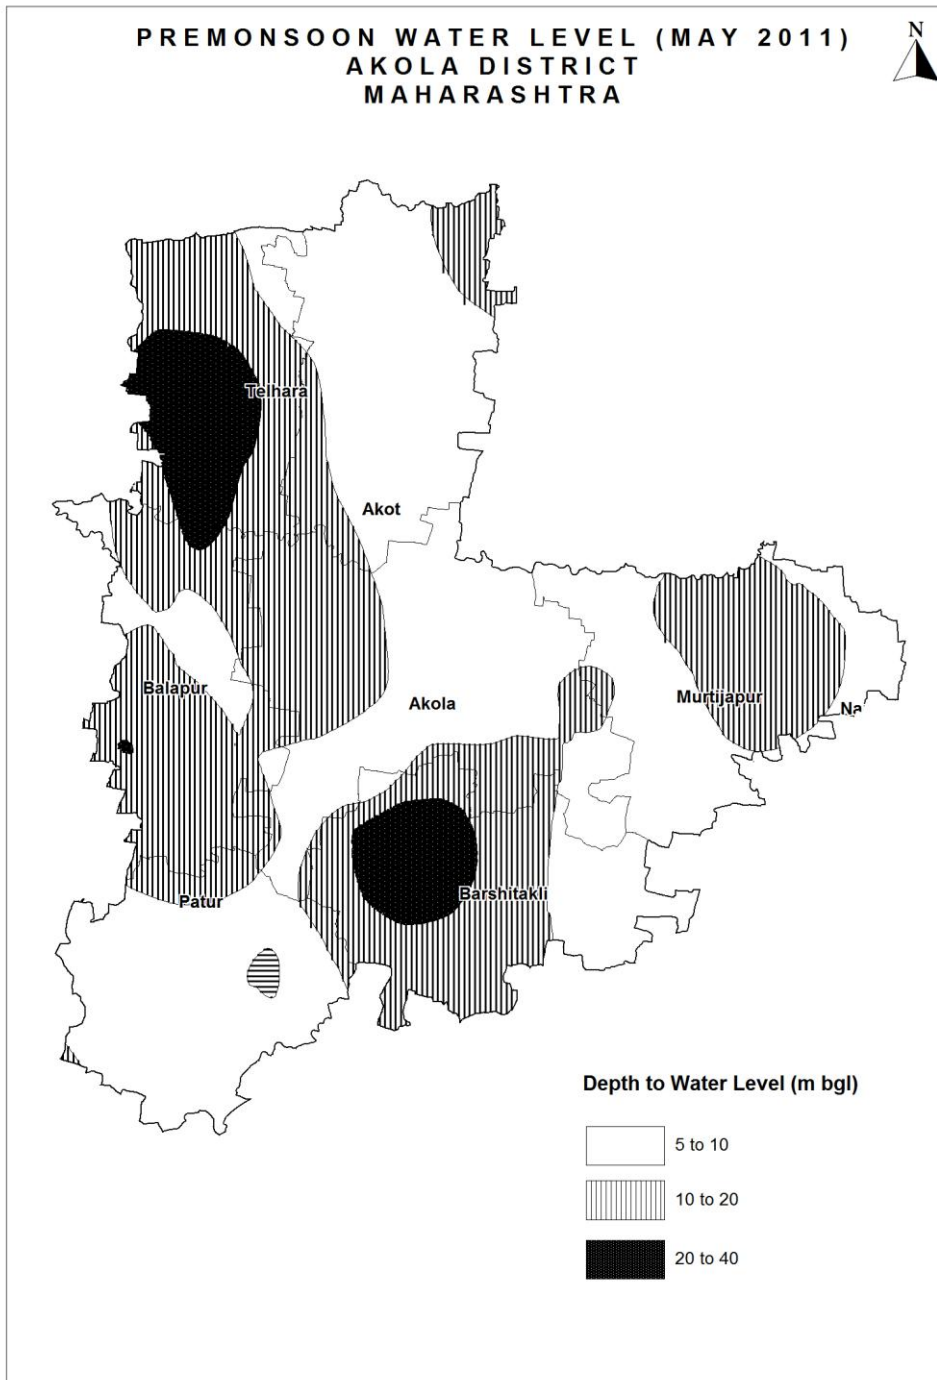 PREMONSOON WATER LEVEL (MAY 2011)
AKOLA DISTRICT
MAHARASHTRA
N
Telhara
Akot
Balapur
Akola
Murtijapur
Na
Barshitakli
Patur
Depth to Water Level (m bgl)
5 to 10
10 to 20
20 to 40